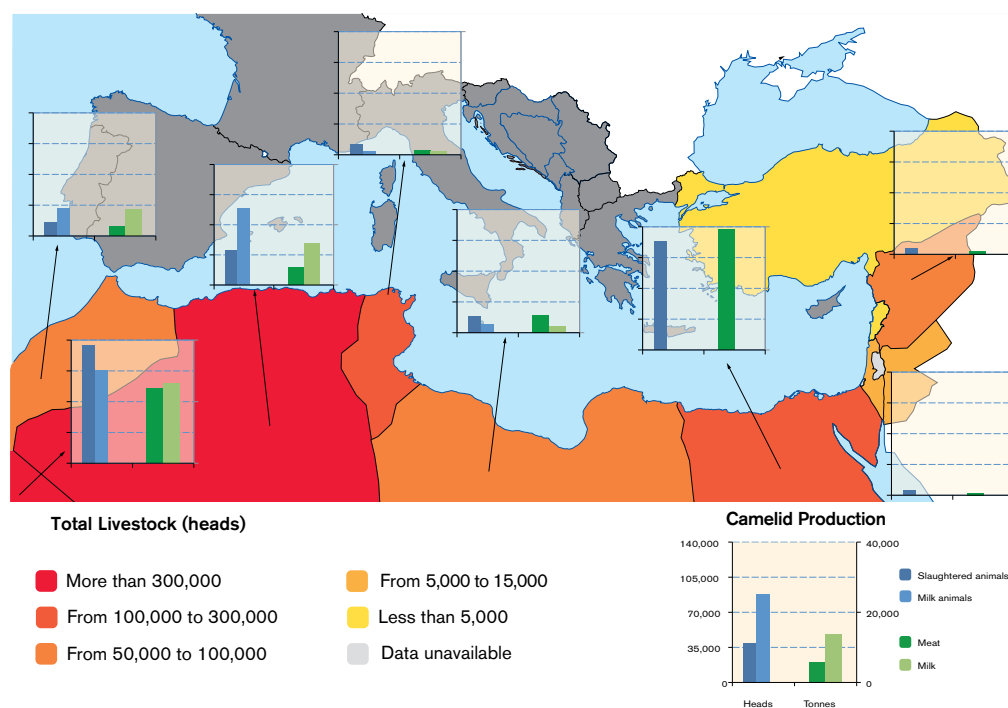 Total Livestock (heads)
More than 300,000
From 100,000 to 300,000
From 50,000 to 100,000
From 5,000 to 15,000
Less than 5,000
Data unavailable
Camelid Production
140,000
105,000
70,000
35,000
0
40,000
20,000
0
Heads
Tonnes
Slaughtered animals
Milk animals
Meat
Milk